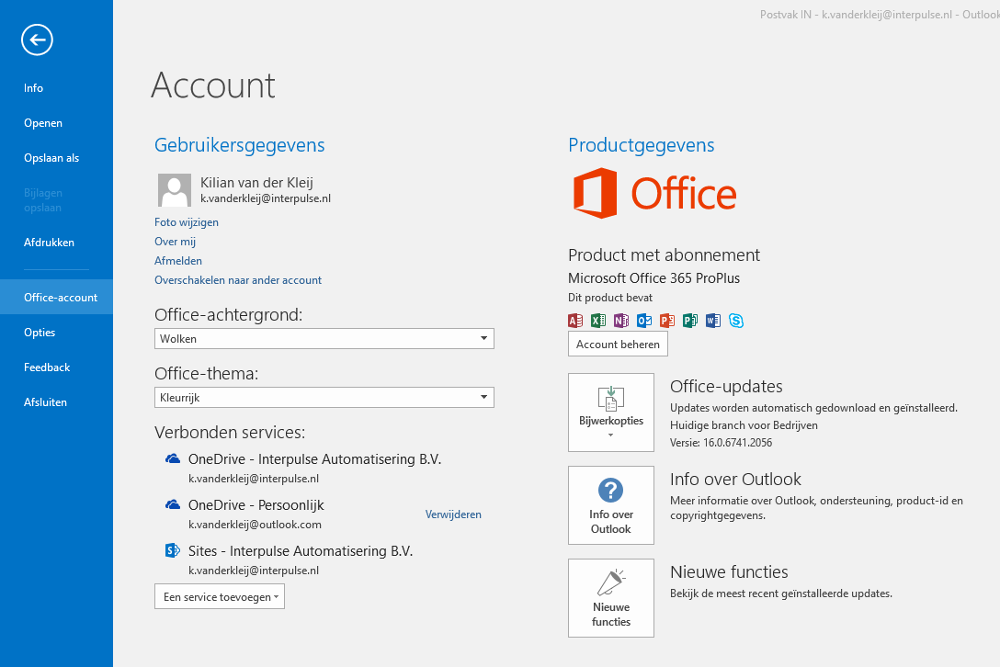 Postvak IN - k.vanderkleij@interpulse.nl - Outlook
Info
Openen
Opslaan als
Bijlagen
opslaan
Afdrukken
Office-account
Opties
Feedback
Afsluiten
Account
Gebruikersgegevens
Kilian van der Kleij
k.vanderkleij@interpulse.nl
Foto wijzigen
Over mij
Afmelden
Overschakelen naar ander account
Office-achtergrond:
Wolken
Office-thema:
Kleurrijk
Verbonden services:
OneDrive - Interpulse Automatisering B.V.
k.vanderkleij@interpulse.nl
OneDrive - Persoonlijk
k.vanderkleij@outlook.com
Verwijderen
Sites - Interpulse Automatisering B.V.
k.vanderkleij@interpulse.nl
Een service toevoegen
Productgegevens
Office
Product met abonnement
Microsoft Office 365 ProPlus
Dit product bevat
Account beheren
Bijwerkopties
Office-updates
Updates worden automatisch gedownload en geïnstalleerd.
Huidige branch voor Bedrijven
Versie: 16.0.6741.2056
Info over
Outlook
Info over Outlook
Meer informatie over Outlook, ondersteuning, product-id en
copyrightgegevens.
Nieuwe
functies
Nieuwe functies
Bekijk de meest recent geïnstalleerde updates.